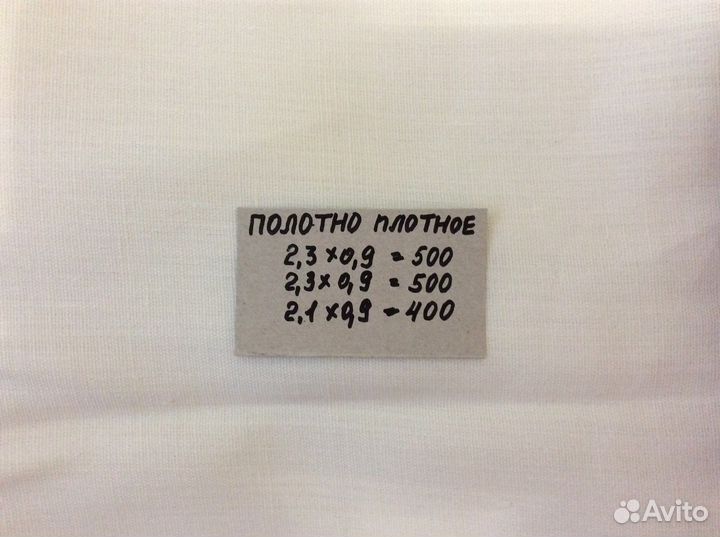 ПОЛОТНО ПЛОТНОЕ
2,3 x 0,9 = 500
2,3 x 0,9 = 500
2,1 x 0,9 - 400
Avito